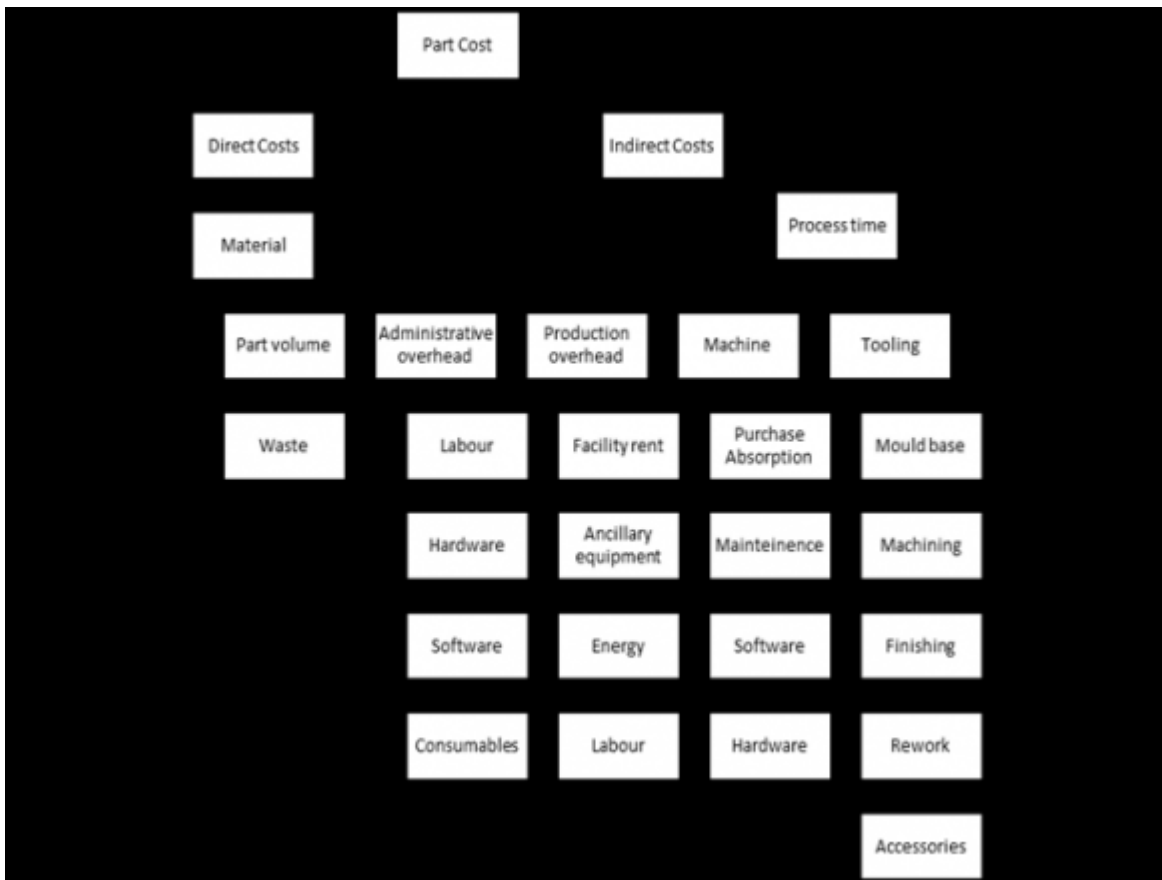 Part Cost
Direct Costs
Indirect Costs
Process time
Material
Part volume
Administrative
overhead
Production
overhead
Machine
Tooling
Waste
Labour
Facility rent
Purchase
Absorption
Mould base
Hardware
Ancillary
equipment
Mainteinence
Machining
Software
Energy
Software
Finishing
Consumables
Labour
Hardware
Rework
Accessories